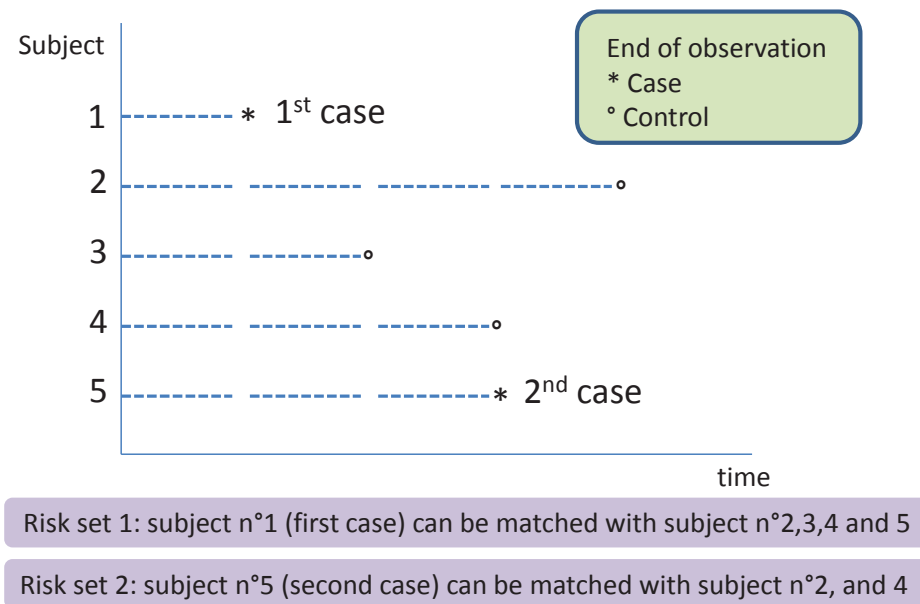 Subject
End of observation
* Case
° Control
1
* 1st case
2
°
3
°
4
°
5
* 2nd case
time
Risk set 1: subject n°1 (first case) can be matched with subject n°2,3,4 and 5
Risk set 2: subject n°5 (second case) can be matched with subject n°2, and 4